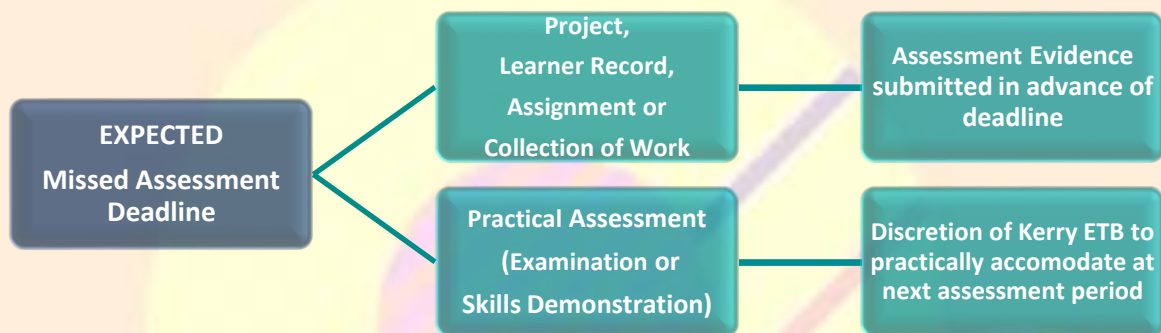 EXPECTED
Missed Assessment
Deadline
Project,
Learner Record,
Assignment or
Collection of Work
Assessment Evidence
submitted in advance of
deadline
Practical Assessment
(Examination or
Skills Demonstration)
Discretion of Kerry ETB to
practically accomodate at
next assessment period